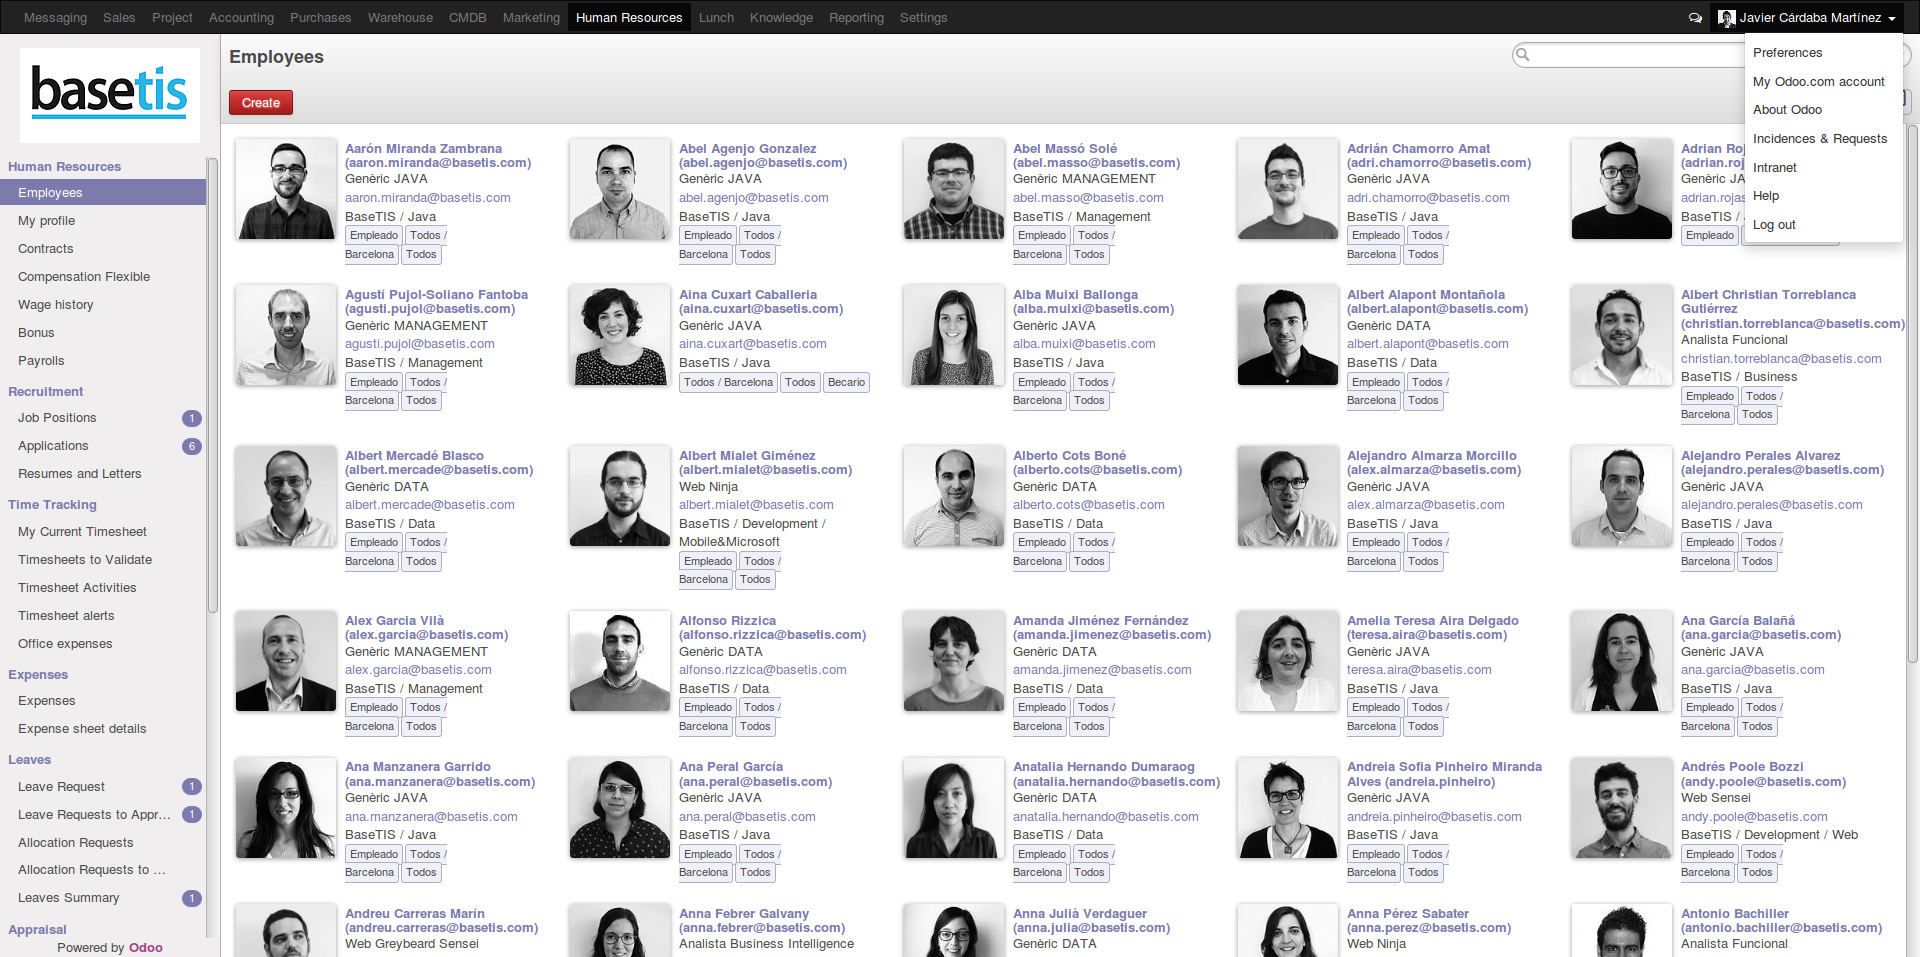 Messaging Sales Project Accounting Purchases Warehouse CMDB Marketing Human Resources Lunch Knowledge Reporting Settings Javier Cárdaba Martínez
Preferences
My Odoo.com account
About Odoo
Incidences & Requests
Intranet
Help
Log out
basetis
Human Resources
Employees
My profile
Contracts
Compensation Flexible
Wage history
Bonus
Payrolls
Recruitment
Job Positions 1
Applications 6
Resumes and Letters
Time Tracking
My Current Timesheet
Timesheets to Validate
Timesheet Activities
Timesheet alerts
Office expenses
Expenses
Expenses
Expense sheet details
Leaves
Leave Request 1
Leave Requests to Appr... 1
Allocation Requests
Allocation Requests to ...
Leaves Summary 1
Appraisal
Powered by Odoo
Employees
Create
Aarón Miranda Zambrana
(aaron.miranda@basetis.com)
Genèric JAVA
aaron.miranda@basetis.com
BaseTIS / Java
Empleado Todos /
Barcelona Todos
Abel Agenjo Gonzalez
(abel.agenjo@basetis.com)
Genèric JAVA
abel.agenjo@basetis.com
BaseTIS / Java
Empleado Todos /
Barcelona Todos
Abel Massó Solé
(abel.masso@basetis.com)
Genèric MANAGEMENT
abel.masso@basetis.com
BaseTIS / Management
Empleado Todos /
Barcelona Todos
Adrián Chamorro Amat
(adri.chamorro@basetis.com)
Genèric JAVA
adri.chamorro@basetis.com
BaseTIS / Java
Empleado Todos /
Barcelona Todos
Adrian Roj
(adrian.roj
Genèric JA
adrian.rojas
BaseTIS /
Empleado
Agustí Pujol-Soliano Fantoba
(agusti.pujol@basetis.com)
Genèric MANAGEMENT
agusti.pujol@basetis.com
BaseTIS / Management
Empleado Todos /
Barcelona Todos
Aina Cuxart Caballeria
(aina.cuxart@basetis.com)
Genèric JAVA
aina.cuxart@basetis.com
BaseTIS / Java
Todos / Barcelona Todos Becario
Alba Muixi Ballonga
(alba.muixi@basetis.com)
Genèric JAVA
alba.muixi@basetis.com
BaseTIS / Java
Empleado Todos /
Barcelona Todos
Albert Alapont Montañola
(albert.alapont@basetis.com)
Genèric DATA
albert.alapont@basetis.com
BaseTIS / Data
Empleado Todos /
Barcelona Todos
Albert Christian Torreblanca
Gutiérrez
(christian.torreblanca@basetis.com)
Analista Funcional
christian.torreblanca@basetis.com
BaseTIS / Business
Empleado Todos /
Barcelona Todos
Albert Mercadé Blasco
(albert.mercade@basetis.com)
Genèric DATA
albert.mercade@basetis.com
BaseTIS / Data
Empleado Todos /
Barcelona Todos
Albert Mialet Giménez
(albert.mialet@basetis.com)
Web Ninja
albert.mialet@basetis.com
BaseTIS / Development /
Mobile&Microsoft
Empleado Todos /
Barcelona Todos
Alberto Cots Boné
(alberto.cots@basetis.com)
Genèric DATA
alberto.cots@basetis.com
BaseTIS / Data
Empleado Todos /
Barcelona Todos
Alejandro Almarza Morcillo
(alex.almarza@basetis.com)
Genèric JAVA
alex.almarza@basetis.com
BaseTIS / Java
Empleado Todos /
Barcelona Todos
Alejandro Perales Alvarez
(alejandro.perales@basetis.com)
Genèric JAVA
alejandro.perales@basetis.com
BaseTIS / Java
Empleado Todos /
Barcelona Todos
Alex Garcia Vilà
(alex.garcia@basetis.com)
Genèric MANAGEMENT
alex.garcia@basetis.com
BaseTIS / Management
Empleado Todos /
Barcelona Todos
Alfonso Rizzica
(alfonso.rizzica@basetis.com)
Genèric DATA
alfonso.rizzica@basetis.com
BaseTIS / Data
Empleado Todos /
Barcelona Todos
Amanda Jiménez Fernández
(amanda.jimenez@basetis.com)
Genèric DATA
amanda.jimenez@basetis.com
BaseTIS / Data
Empleado Todos /
Barcelona Todos
Amelia Teresa Aira Delgado
(teresa.aira@basetis.com)
Genèric JAVA
teresa.aira@basetis.com
BaseTIS / Java
Empleado Todos /
Barcelona Todos
Ana García Balañá
(ana.garcia@basetis.com)
Genèric JAVA
ana.garcia@basetis.com
BaseTIS / Java
Empleado Todos /
Barcelona Todos
Ana Manzanera Garrido
(ana.manzanera@basetis.com)
Genèric JAVA
ana.manzanera@basetis.com
BaseTIS / Java
Empleado Todos /
Barcelona Todos
Ana Peral García
(ana.peral@basetis.com)
Genèric JAVA
ana.peral@basetis.com
BaseTIS / Java
Empleado Todos /
Barcelona Todos
Anatalia Hernando Dumaraog
(anatalia.hernando@basetis.com)
Genèric DATA
anatalia.hernando@basetis.com
BaseTIS / Data
Empleado Todos /
Barcelona Todos
Andreia Sofia Pinheiro Miranda
Alves (andreia.pinheiro)
Genèric JAVA
andreia.pinheiro@basetis.com
BaseTIS / Java
Empleado Todos /
Barcelona Todos
Andrés Poole Bozzi
(andy.poole@basetis.com)
Web Sensei
andy.poole@basetis.com
BaseTIS / Development / Web
Empleado Todos /
Barcelona Todos
Andreu Carreras Marín
(andreu.carreras@basetis.com)
Web Greybeard Sensei
Anna Febrer Galvany
(anna.febrer@basetis.com)
Analista Business Intelligence
Anna Julià Verdaguer
(anna.julia@basetis.com)
Genèric DATA
Anna Pérez Sabater
(anna.perez@basetis.com)
Web Ninja
Antonio Bachiller
(antonio.bachiller@basetis.com)
Analista Funcional